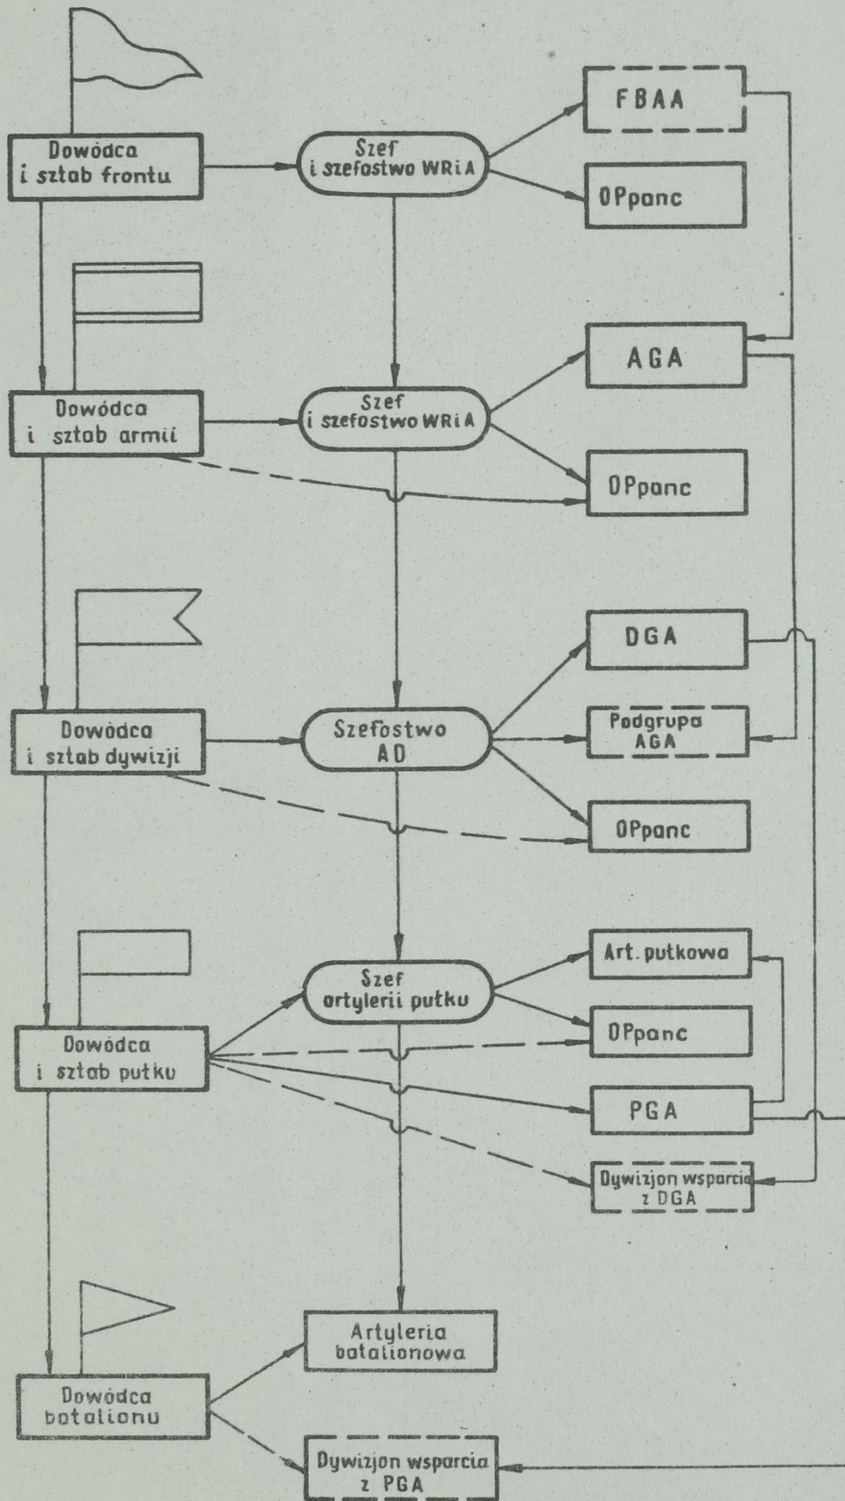 FBAA
Dowódca
i sztab frontu
Szef
i szefostwo WRiA
OPpanc
AGA
Dowódca
i sztab armii
Szef
i szefostwo WRiA
OPpanc
DGA
Dowódca
i sztab dywizji
Szefostwo
AD
Podgrupa
AGA
OPpanc
Art. pułkowa
Szef
artylerii pułku
OPpanc
Dowódca
i sztab pułku
PGA
Dywizjon wsparcia
z DGA
Artyleria
batalionowa
Dowódca
batalionu
Dywizjon wsparcia
z PGA